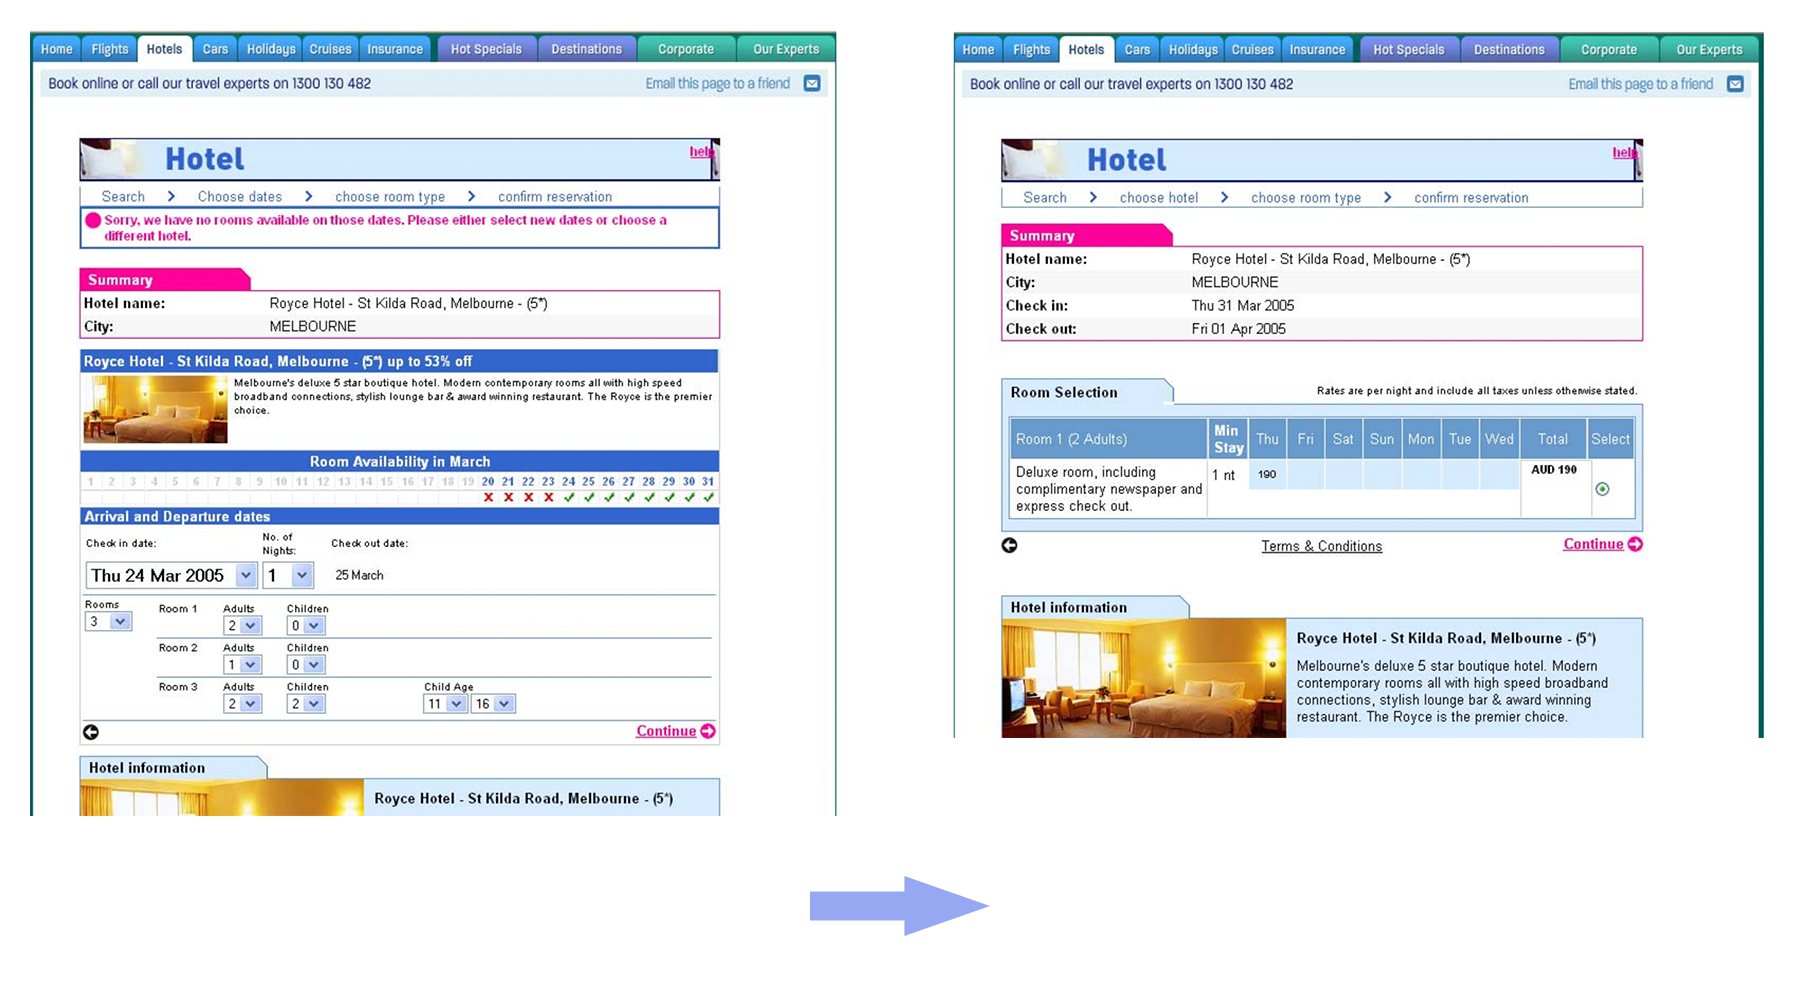 Home Flights Hotels Cars Holidays Cruises Insurance Hot Specials Destinations Corporate Our Experts
Book online or call our travel experts on 1300 130 482 Email this page to a friend
Hotel help
Search > Choose dates > choose room type > confirm reservation
Sorry, we have no rooms available on those dates. Please either select new dates or choose a
different hotel.
Summary
Hotel name: Royce Hotel - St Kilda Road, Melbourne - (5*)
City: MELBOURNE
Royce Hotel - St Kilda Road, Melbourne - (5*) up to 53% off
Melbourne's deluxe 5 star boutique hotel. Modern contemporary rooms all with high speed
broadband connections, stylish lounge bar & award winning restaurant. The Royce is the premier
choice.
Room Availability in March
1 2 3 4 5 6 7 8 9 10 11 12 13 14 15 16 17 18 19 20 21 22 23 24 25 26 27 28 29 30 31
Arrival and Departure dates
Check in date: No. of Nights: Check out date:
Thu 24 Mar 2005 1 25 March
Rooms Room 1 Adults Children
3 2 0
Room 2 Adults Children
1 0
Room 3 Adults Children Child Age
2 2 11 16
Continue
Hotel information
Royce Hotel - St Kilda Road, Melbourne - (5*)
Home Flights Hotels Cars Holidays Cruises Insurance Hot Specials Destinations Corporate Our Experts
Book online or call our travel experts on 1300 130 482 Email this page to a friend
Hotel help
Search > choose hotel > choose room type > confirm reservation
Summary
Hotel name: Royce Hotel - St Kilda Road, Melbourne - (5*)
City: MELBOURNE
Check in: Thu 31 Mar 2005
Check out: Fri 01 Apr 2005
Room Selection Rates are per night and include all taxes unless otherwise stated.
Room 1 (2 Adults) Min Stay Thu Fri Sat Sun Mon Tue Wed Total Select
Deluxe room, including 1 nt 190 AUD 190
complimentary newspaper and
express check out.
Terms & Conditions Continue
Hotel information
Royce Hotel - St Kilda Road, Melbourne - (5*)
Melbourne's deluxe 5 star boutique hotel. Modern
contemporary rooms all with high speed broadband
connections, stylish lounge bar & award winning
restaurant. The Royce is the premier choice.